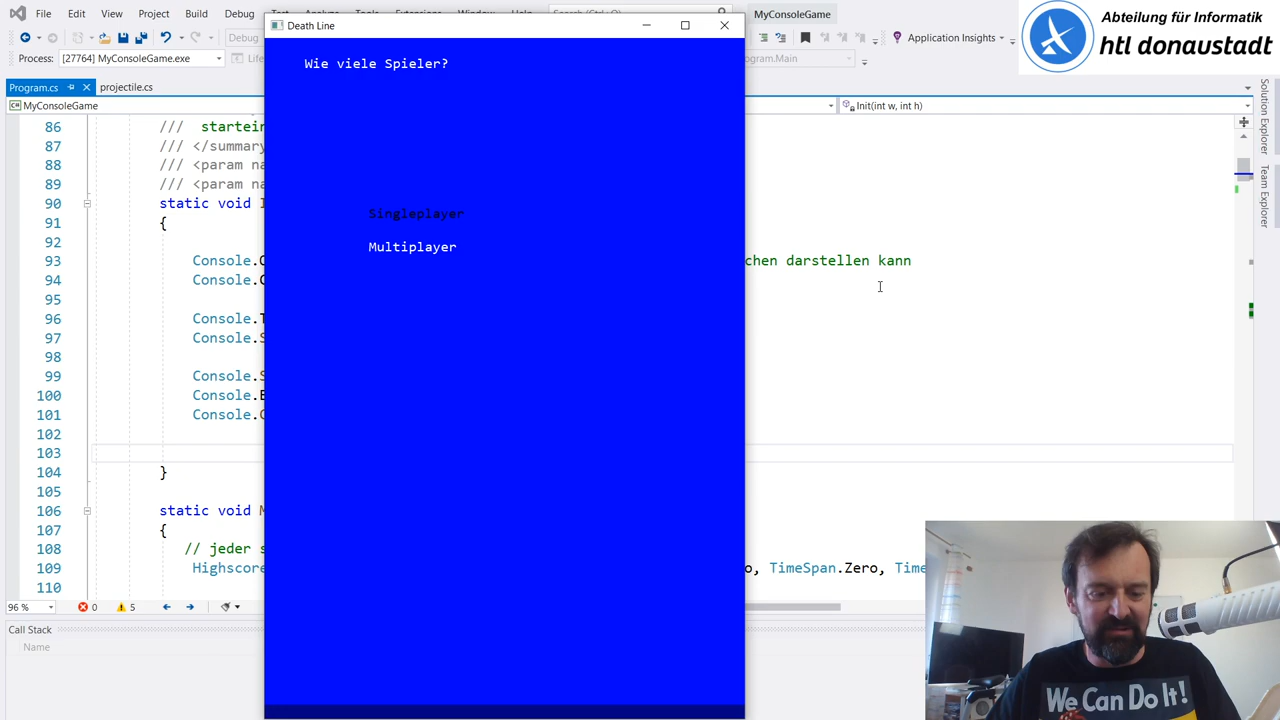 File Edit View Project Build Debug
MyConsoleGame
Death Line
Abteilung für Informatik
htl donaustadt
Debug
Application Insights
Process: [27764] MyConsoleGame.exe
Program.cs
projectile.cs
MyConsoleGame
Init(int w, int h)
Solution Explorer
Team Explorer
Wie viele Spieler?
Singleplayer
Multiplayer
86 ///
87 /// </summary
88 /// <param na
89 /// <param na
90 static void
91 {
92
93 Console. chen darstellen kann
94 Console.
95
96 Console.
97 Console.
98
99 Console.
100 Console.
101 Console.
102
103
104 }
105
106 static void
107 {
108 // jeder
109 Highscore , TimeSpan.Zero,
110
96 %
0
5
Call Stack
Name
We Can Do It!